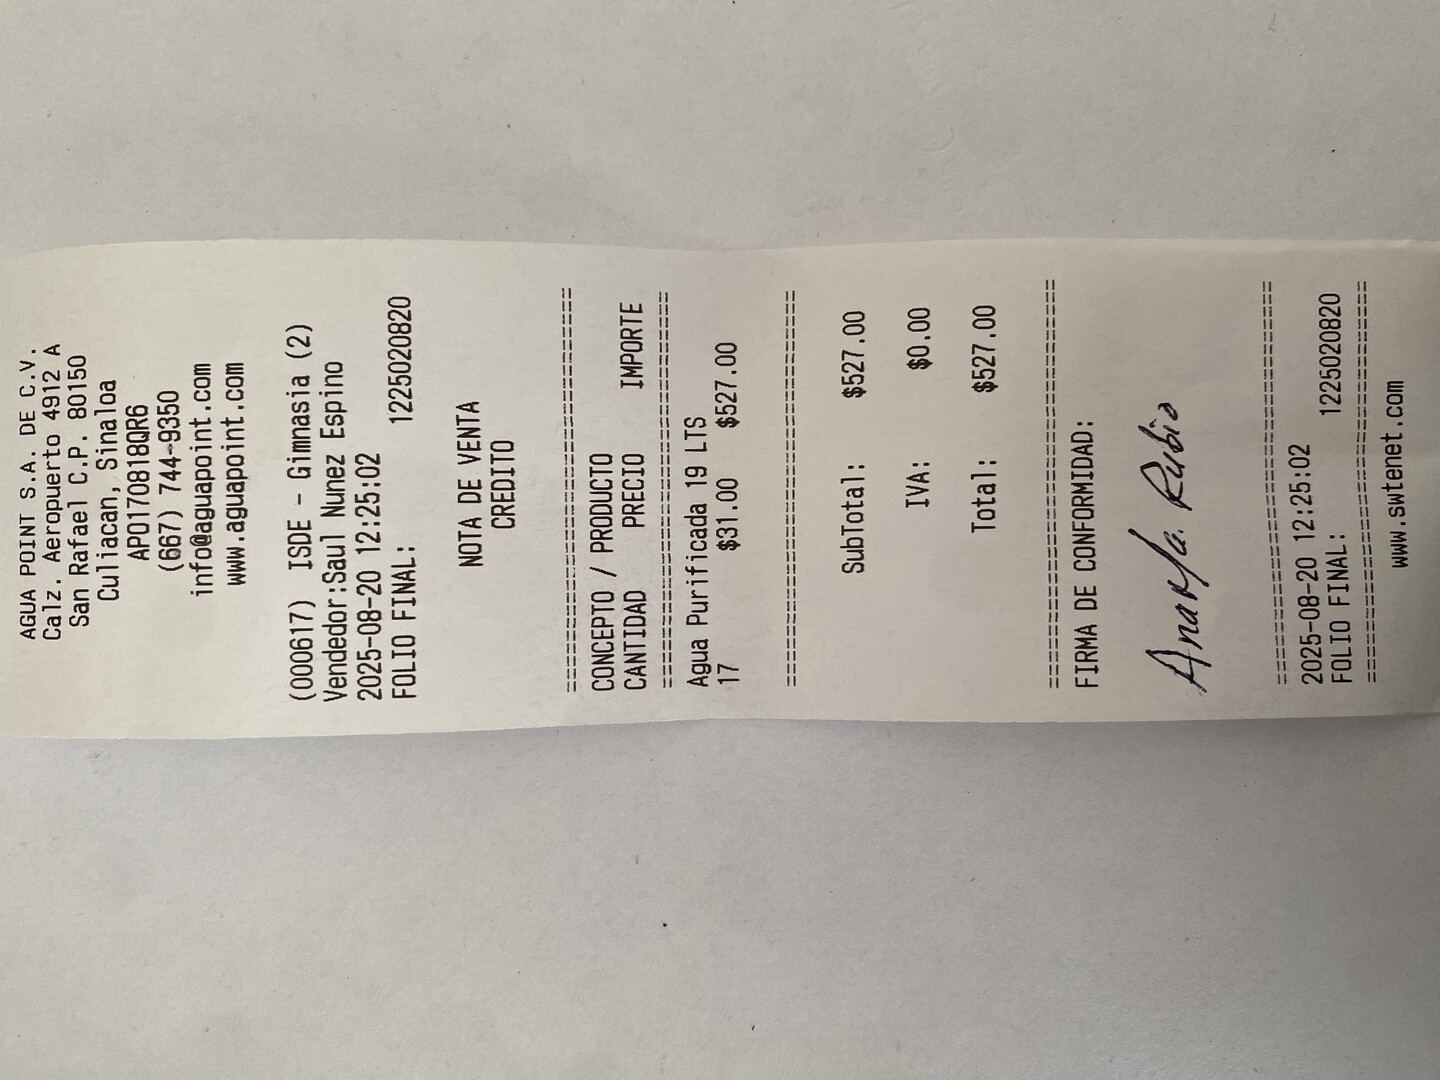 AGUA POINT S.A. DE C.V.
Calz. Aeropuerto 4912 A
San Rafael C.P. 80150
Culiacan, Sinaloa
APO170818QR6
(667) 744-9350
info@aguapoint.com
www.aguapoint.com
(000617) ISDE - Gimnasia (2)
Vendedor:Saul Nunez Espino
2025-08-20 12:25:02
FOLIO FINAL: 1225020820
NOTA DE VENTA
CREDITO
==============================
CONCEPTO / PRODUCTO
CANTIDAD PRECIO IMPORTE
==============================
Agua Purificada 19 LTS
17 $31.00 $527.00
==============================
SubTotal: $527.00
IVA: $0.00
Total: $527.00
==============================
FIRMA DE CONFORMIDAD:
Ana Ma. Rubio
==============================
2025-08-20 12:25:02
FOLIO FINAL: 1225020820
==============================
www.swtenet.com